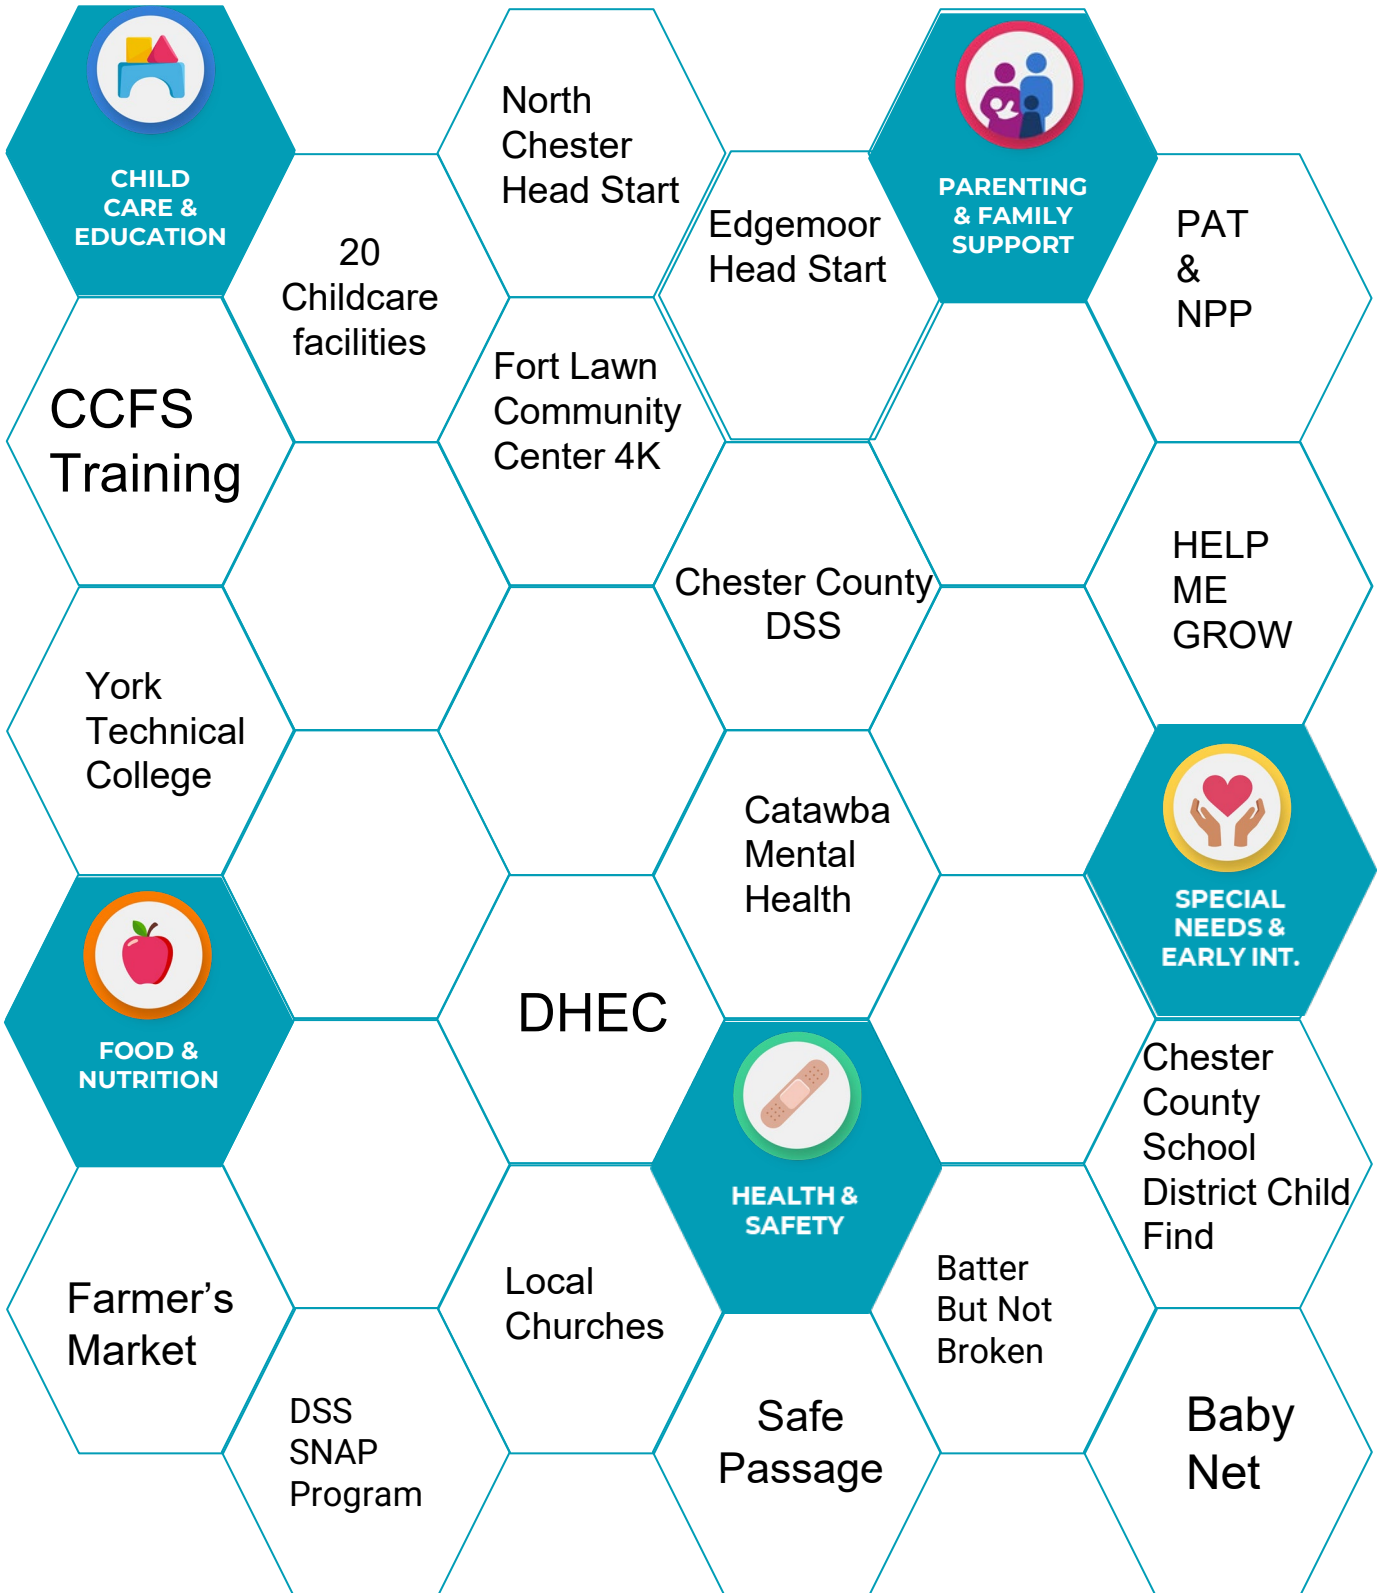 CHILD
CARE &
EDUCATION
North
Chester
Head Start
PARENTING
& FAMILY
SUPPORT
20
Childcare
facilities
Edgemoor
Head Start
PAT
&
NPP
CCFS
Training
Fort Lawn
Community
Center 4K
Chester County
DSS
HELP
ME
GROW
York
Technical
College
Catawba
Mental
Health
SPECIAL
NEEDS &
EARLY INT.
FOOD &
NUTRITION
DHEC
HEALTH &
SAFETY
Chester
County
School
District Child
Find
Farmer’s
Market
Local
Churches
Batter
But Not
Broken
DSS
SNAP
Program
Safe
Passage
Baby
Net